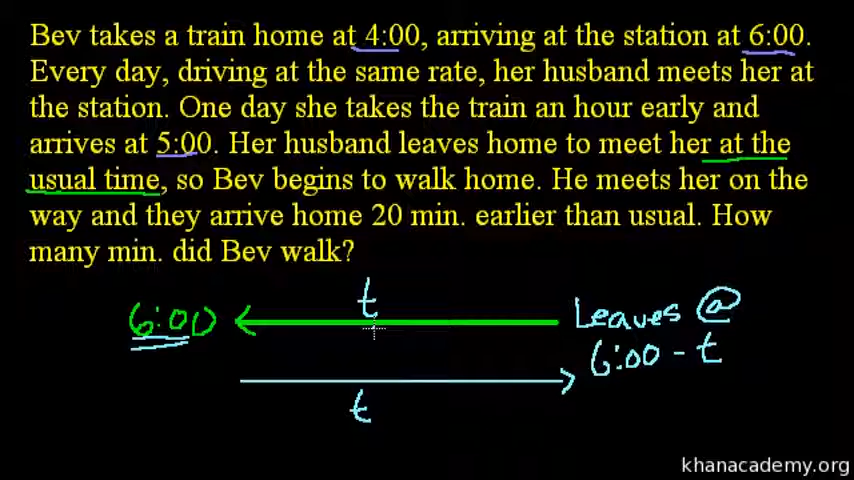 Bev takes a train home at 4:00, arriving at the station at 6:00.
Every day, driving at the same rate, her husband meets her at
the station. One day she takes the train an hour early and
arrives at 5:00. Her husband leaves home to meet her at the
usual time, so Bev begins to walk home. He meets her on the
way and they arrive home 20 min. earlier than usual. How
many min. did Bev walk?
t
6:00
Leaves @
6:00 - t
t
khanacademy.org